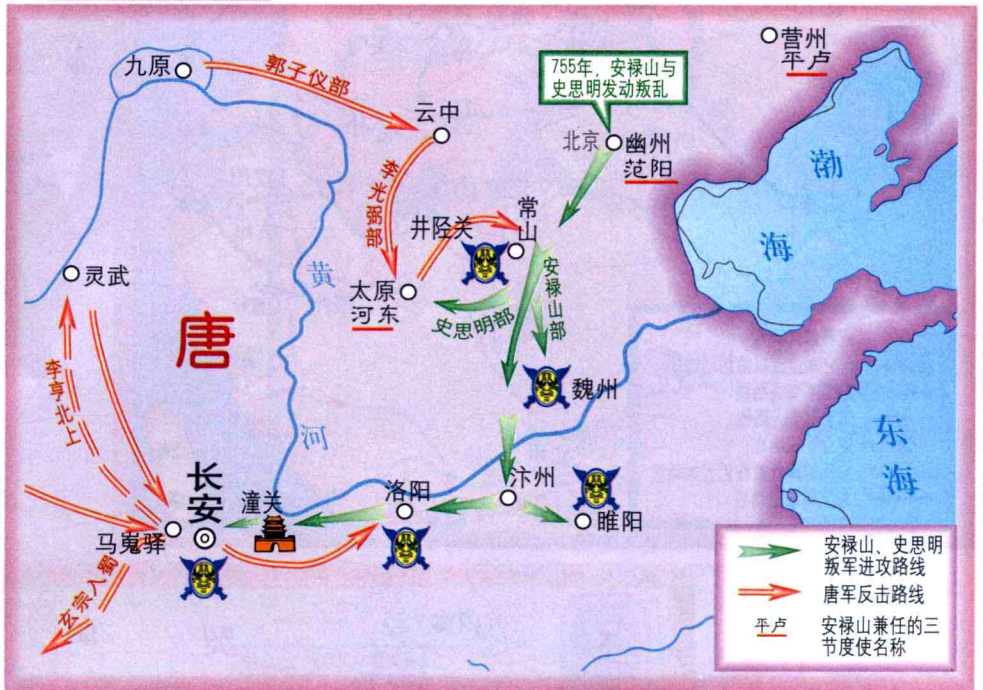 营州
平卢
九原
郭子仪部
755年，安禄山与
史思明发动叛乱
云中
北京
幽州
范阳
渤
海
李光弼部
井陉关
常
山
灵武
黄
河
太原
河东
史思明部
安禄山部
唐
魏州
李亨北上
东
海
长
安
潼关
洛阳
汴州
睢阳
马嵬驿
玄宗入蜀
安禄山、史思明
叛军进攻路线
唐军反击路线
平卢
安禄山兼任的三
节度使名称